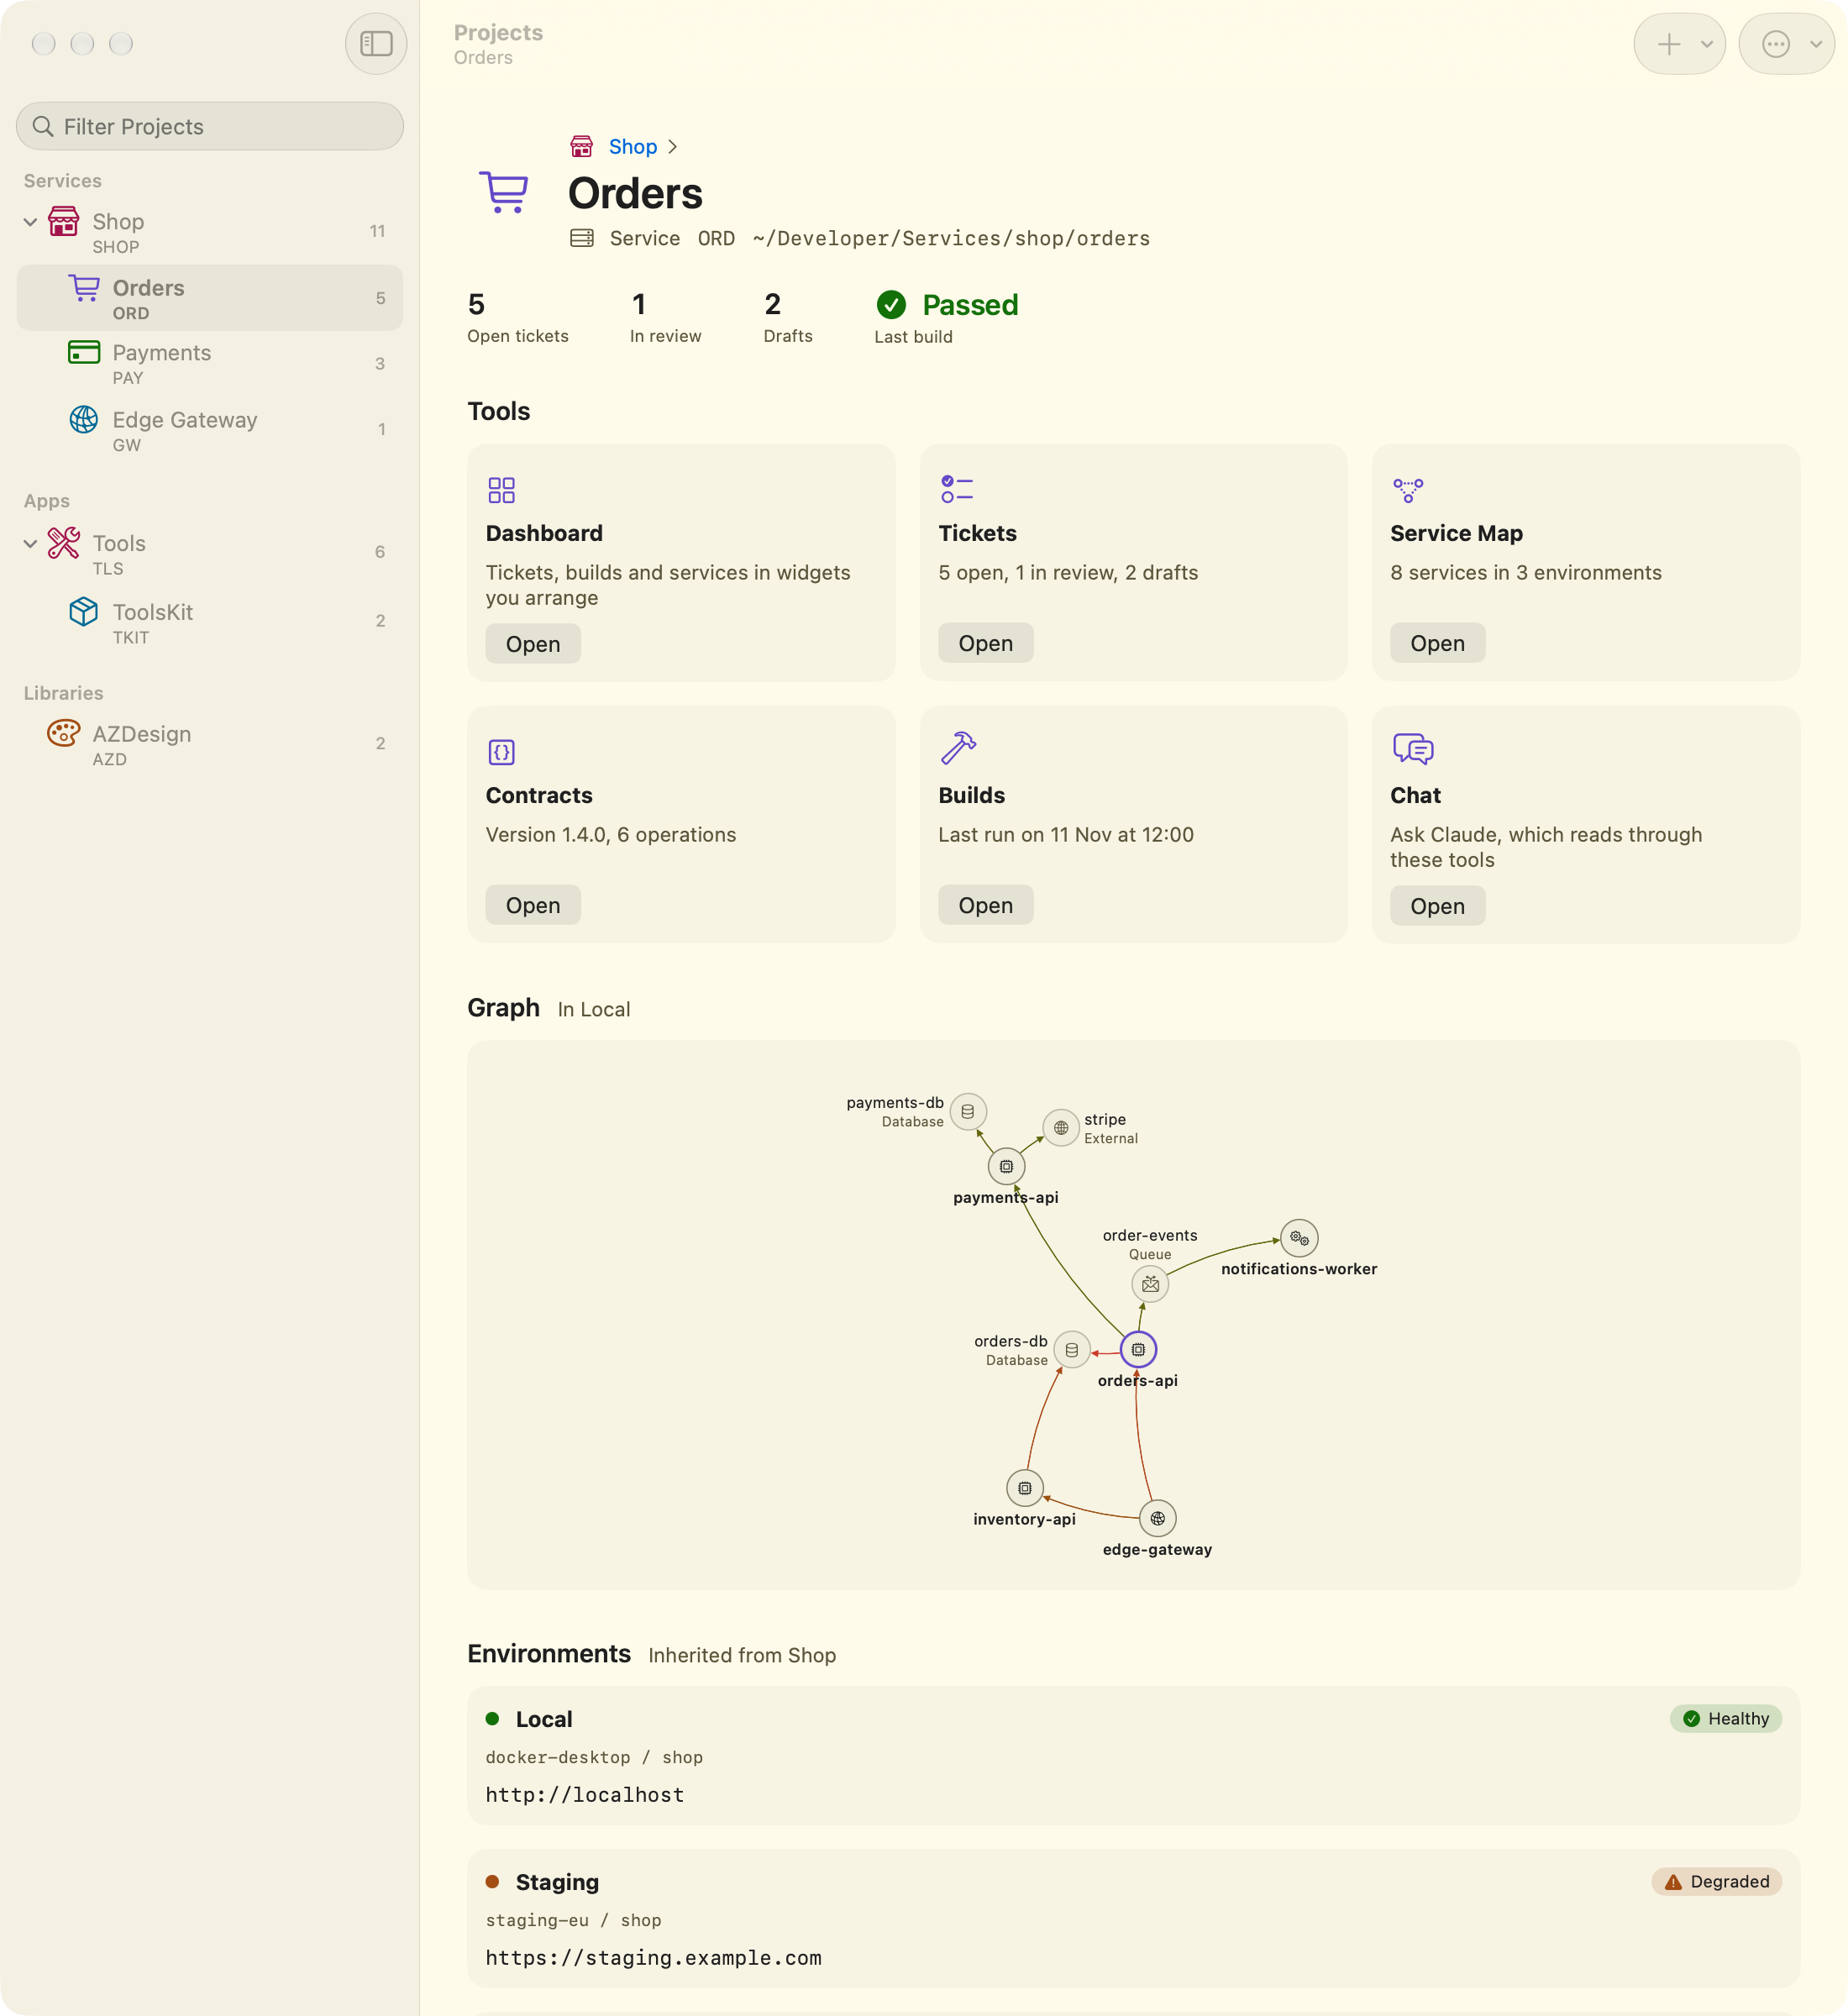 Projects
Orders
Filter Projects
Services
Shop
SHOP
11
Orders
ORD
5
Payments
PAY
3
Edge Gateway
GW
1
Apps
Tools
TLS
6
ToolsKit
TKIT
2
Libraries
AZDesign
AZD
2
Shop
Orders
Service ORD ~/Developer/Services/shop/orders
5
Open tickets
1
In review
2
Drafts
Passed
Last build
Tools
Dashboard
Tickets, builds and services in widgets
you arrange
Open
Tickets
5 open, 1 in review, 2 drafts
Open
Service Map
8 services in 3 environments
Open
Contracts
Version 1.4.0, 6 operations
Open
Builds
Last run on 11 Nov at 12:00
Open
Chat
Ask Claude, which reads through
these tools
Open
Graph In Local
payments-db
Database
stripe
External
payments-api
order-events
Queue
notifications-worker
orders-db
Database
orders-api
inventory-api
edge-gateway
Environments Inherited from Shop
Local
Healthy
docker-desktop / shop
http://localhost
Staging
Degraded
staging-eu / shop
https://staging.example.com